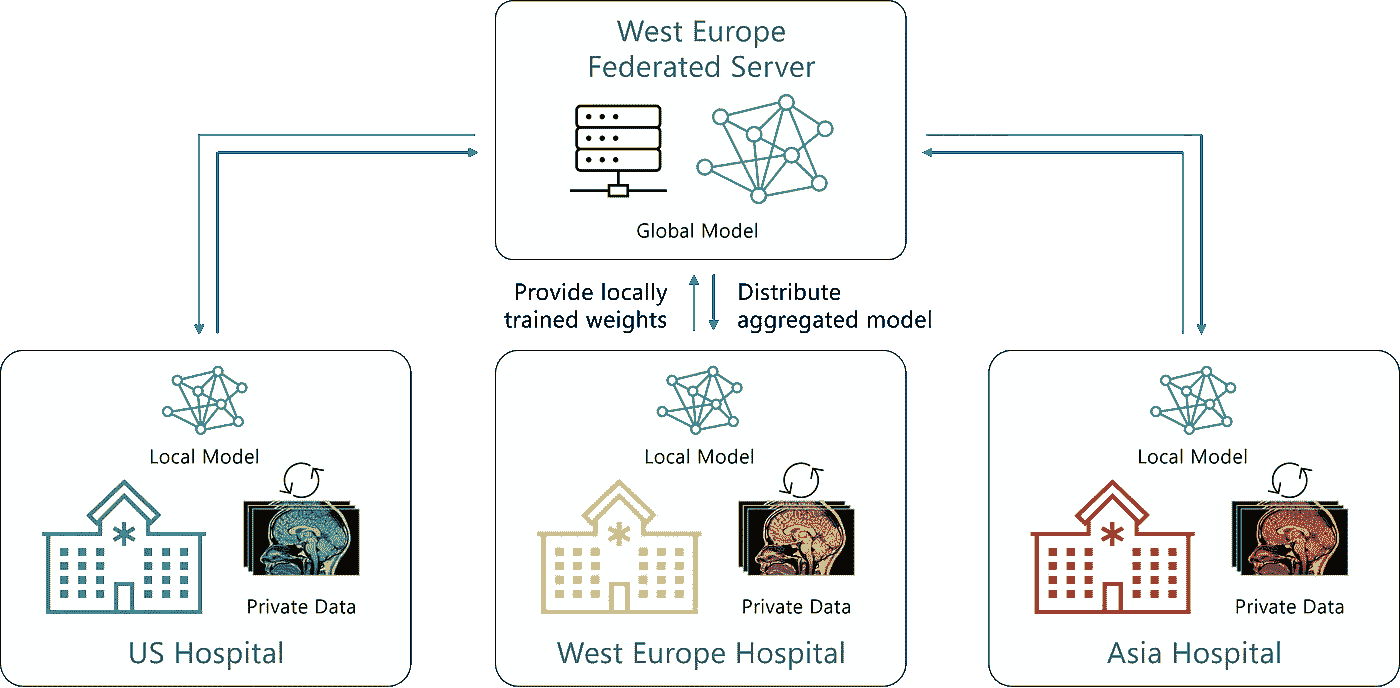 West Europe
Federated Server
Global Model
Provide locally
trained weights
Distribute
aggregated model
Local Model
Private Data
US Hospital
Local Model
Private Data
West Europe Hospital
Local Model
Private Data
Asia Hospital